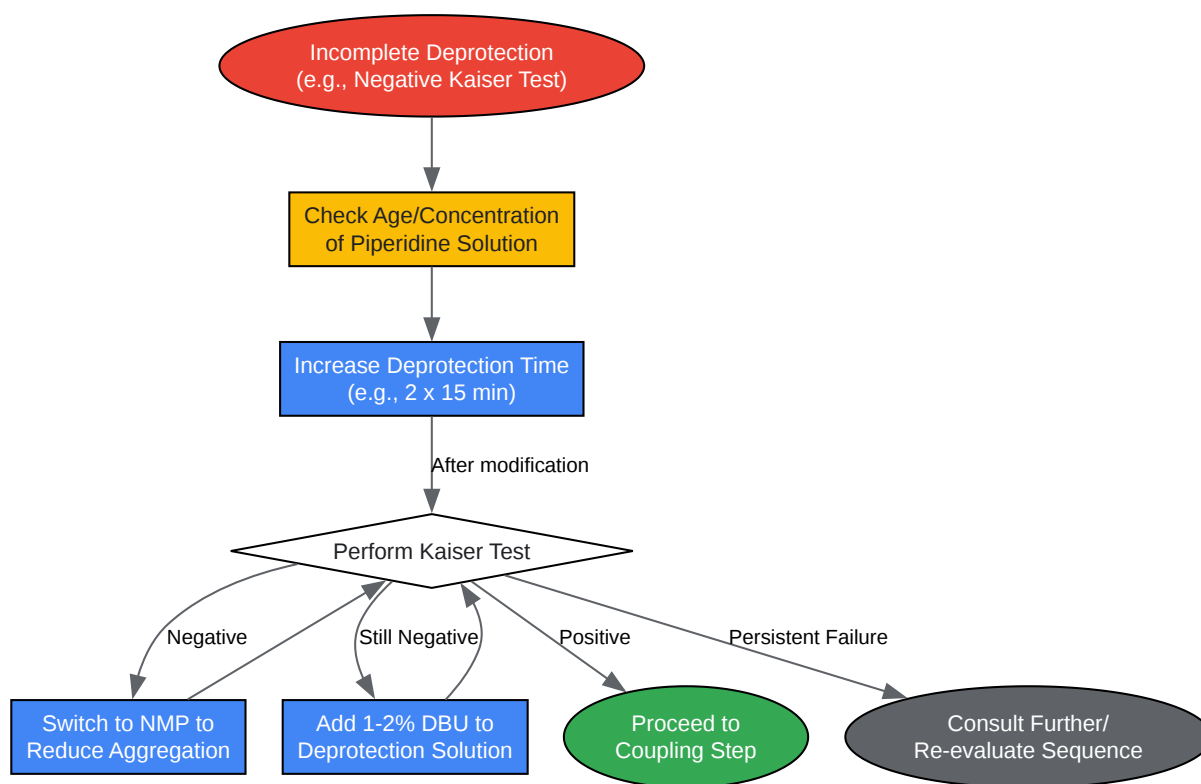 Incomplete Deprotection
(e.g., Negative Kaiser Test)
Check Age/Concentration
of Piperidine Solution
Increase Deprotection Time
(e.g., 2 x 15 min)
After modification
Perform Kaiser Test
Negative
Still Negative
Positive
Persistent Failure
Switch to NMP to
Reduce Aggregation
Add 1-2% DBU to
Deprotection Solution
Proceed to
Coupling Step
Consult Further/
Re-evaluate Sequence